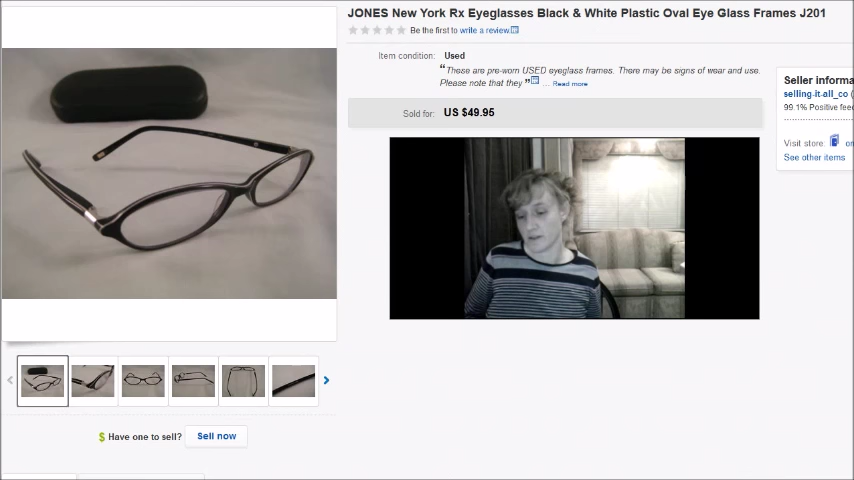 JONES New York Rx Eyeglasses Black & White Plastic Oval Eye Glass Frames J201
Be the first to write a review
Item condition: Used
“These are pre-worn USED eyeglass frames. There may be signs of wear and use.
Please note that they ” ... Read more
Sold for: US $49.95
Seller informa
selling-it-all_co (
99.1% Positive fee
Visit store: on
See other items
$ Have one to sell? Sell now